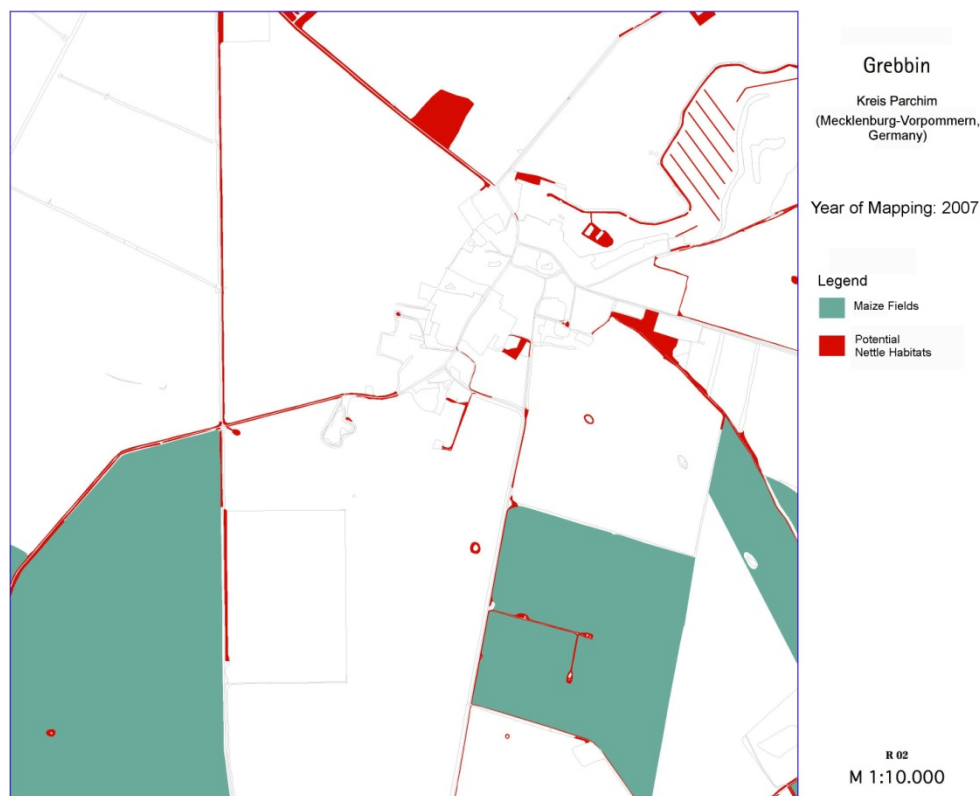 Grebbin
Kreis Parchim
(Mecklenburg-Vorpommern,
Germany)
Year of Mapping: 2007
Legend
Maize Fields
Potential
Nettle Habitats
R 02
M 1:10.000